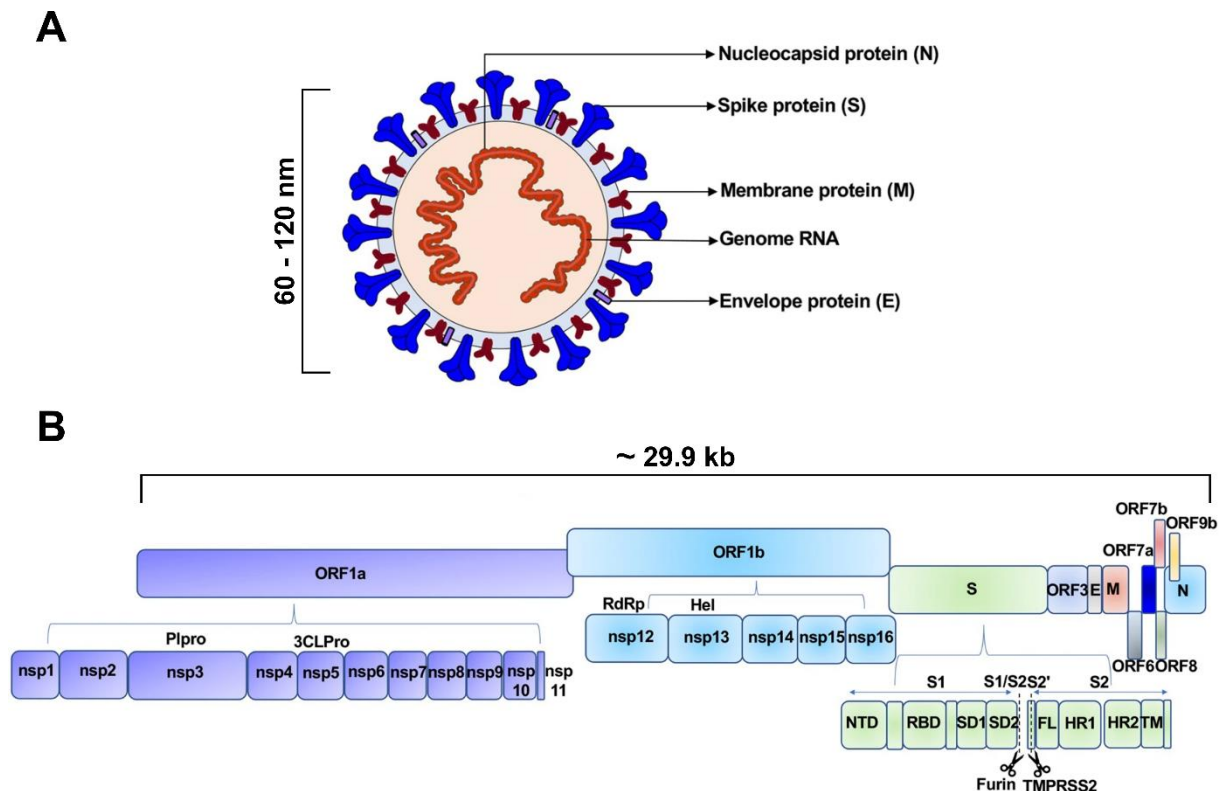 A
Nucleocapsid protein (N)
Spike protein (S)
Membrane protein (M)
Genome RNA
Envelope protein (E)
60 - 120 nm
B
~ 29.9 kb
ORF7b
ORF9b
ORF7a
ORF1a
ORF1b
S
ORF3
E
M
N
ORF6
ORF8
Plpro
3CLPro
nsp1
nsp2
nsp3
nsp4
nsp5
nsp6
nsp7
nsp8
nsp9
nsp
10
nsp
11
RdRp
Hel
nsp12
nsp13
nsp14
nsp15
nsp16
S1
S1/S2
S2'
S2
NTD
RBD
SD1
SD2
FL
HR1
HR2
TM
Furin
TMPRSS2